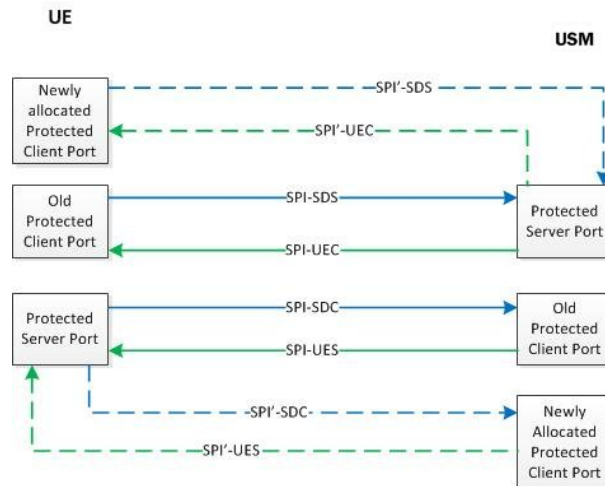 UE
USM
Newly
allocated
Protected
Client Port
SPI'-SDS
SPI'-UEC
Old
Protected
Client Port
SPI-SDS
SPI-UEC
Protected
Server Port
Protected
Server Port
SPI-SDC
SPI-UES
Old
Protected
Client Port
SPI'-SDC
SPI'-UES
Newly
Allocated
Protected
Client Port